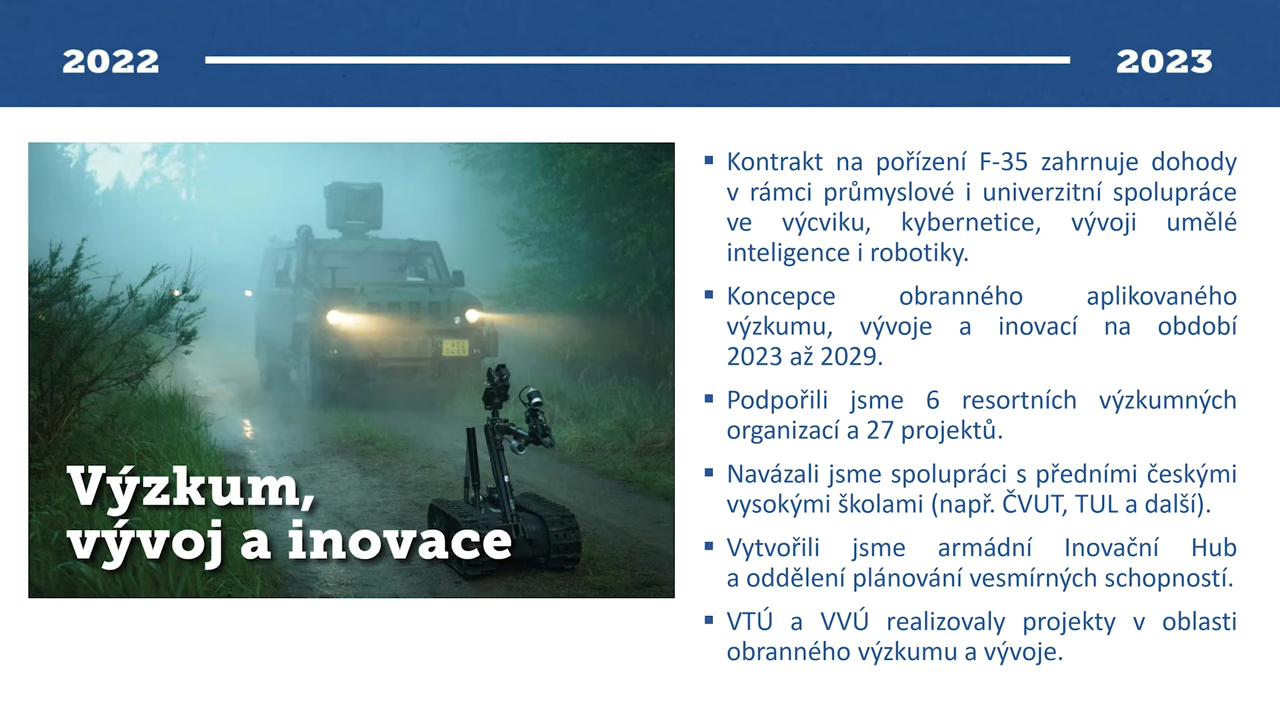 2022
2023
Výzkum,
vývoj a inovace
▪ Kontrakt na pořízení F-35 zahrnuje dohody
v rámci průmyslové i univerzitní spolupráce
ve výcviku, kybernetice, vývoji umělé
inteligence i robotiky.
▪ Koncepce obranného aplikovaného
výzkumu, vývoje a inovací na období
2023 až 2029.
▪ Podpořili jsme 6 resortních výzkumných
organizací a 27 projektů.
▪ Navázali jsme spolupráci s předními českými
vysokými školami (např. ČVUT, TUL a další).
▪ Vytvořili jsme armádní Inovační Hub
a oddělení plánování vesmírných schopností.
▪ VTÚ a VVÚ realizovaly projekty v oblasti
obranného výzkumu a vývoje.